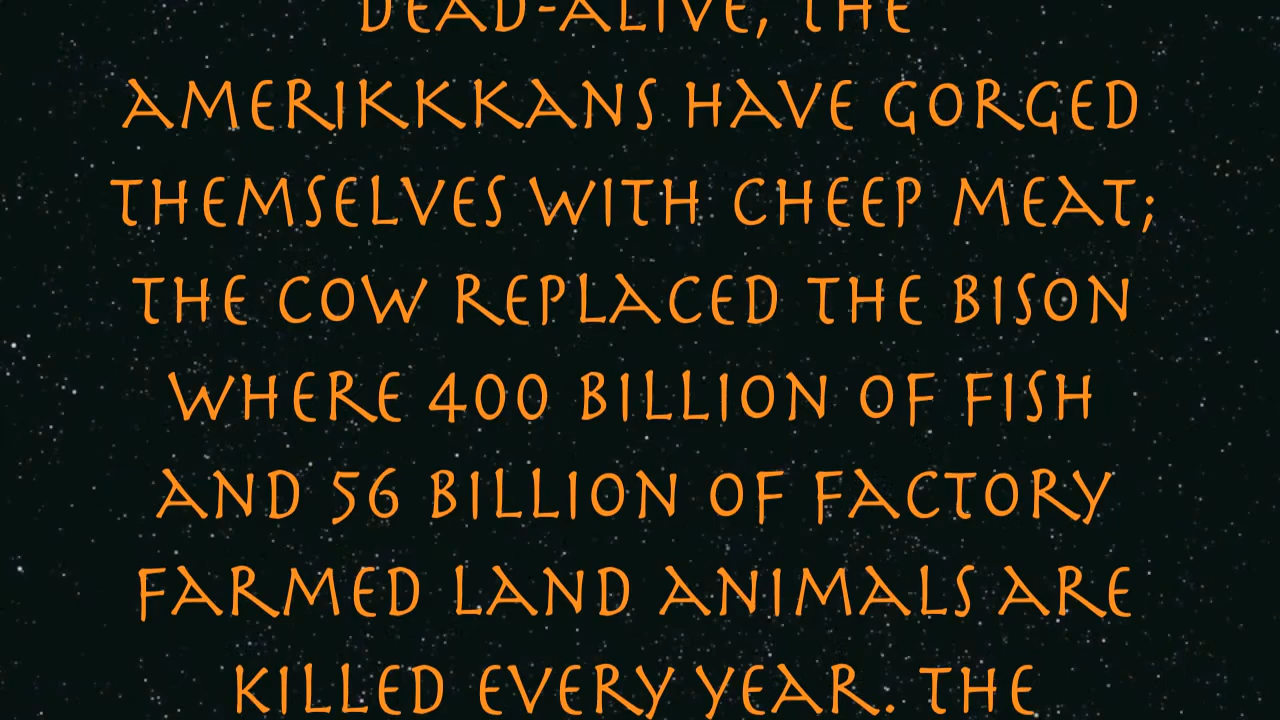 DEAD-ALIVE, THE
AMERIKKKANS HAVE GORGED
THEMSELVES WITH CHEEP MEAT;
THE COW REPLACED THE BISON
WHERE 400 BILLION OF FISH
AND 56 BILLION OF FACTORY
FARMED LAND ANIMALS ARE
KILLED EVERY YEAR. THE